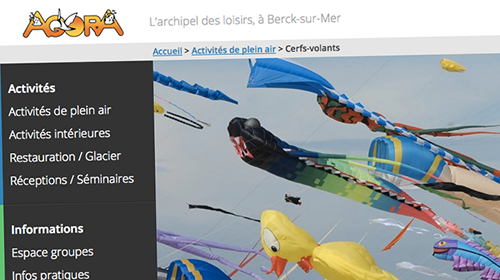 AGORA
L'archipel des loisirs, à Berck-sur-Mer
Accueil > Activités de plein air > Cerfs-volants
Activités
Activités de plein air
Activités intérieures
Restauration / Glacier
Réceptions / Séminaires
Informations
Espace groupes
Infos pratiques